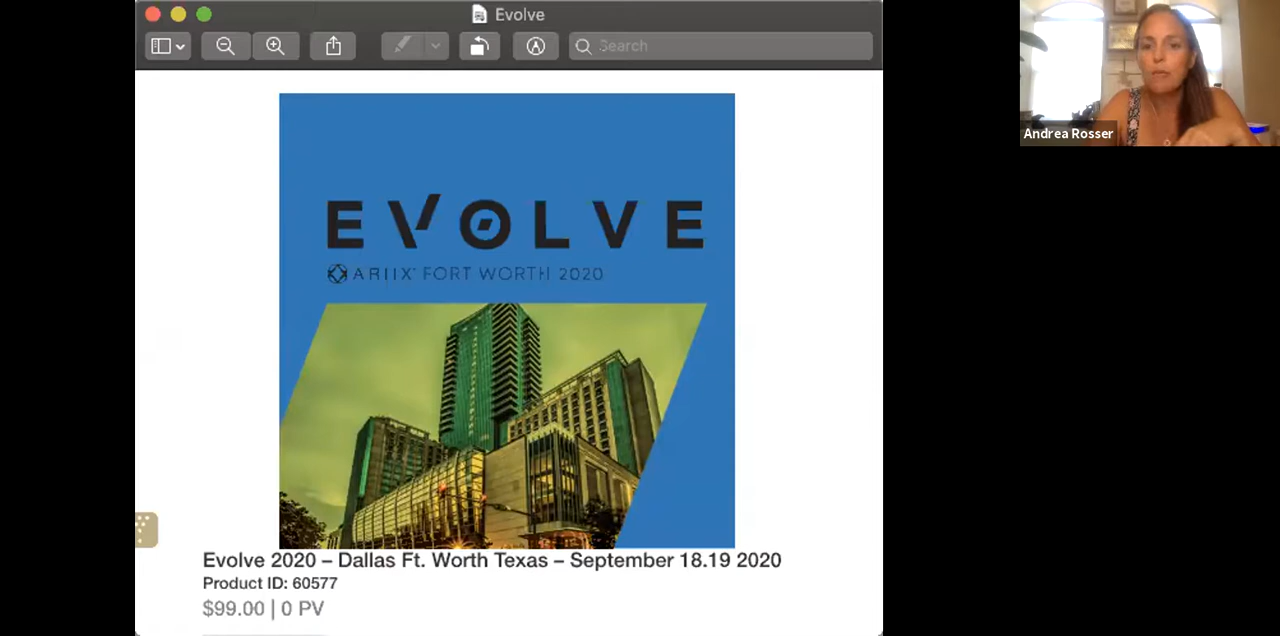 Evolve
Search
Andrea Rosser
EVOLVE
ARIIX FORT WORTH 2020
Evolve 2020 – Dallas Ft. Worth Texas – September 18.19 2020
Product ID: 60577
$99.00 | 0 PV